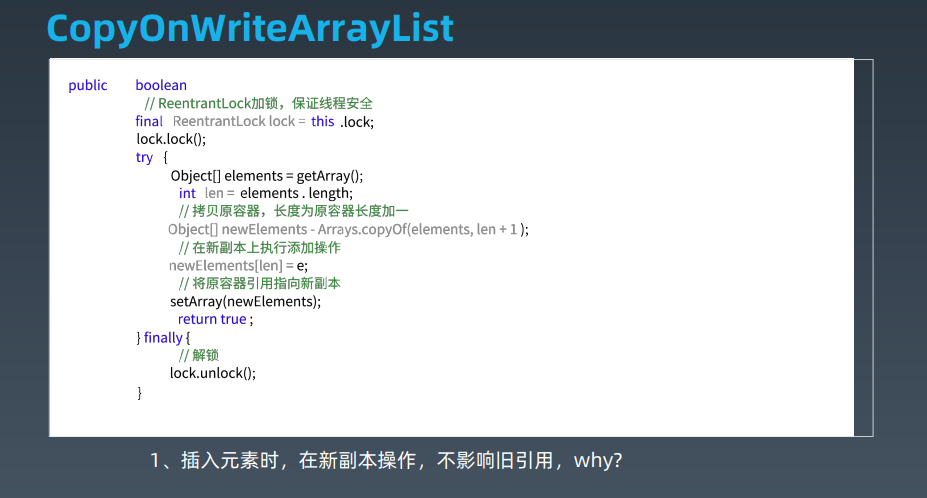 CopyOnWriteArrayList
public boolean
// ReentrantLock加锁，保证线程安全
final ReentrantLock lock = this .lock;
lock.lock();
try {
Object[] elements = getArray();
int len = elements . length;
// 拷贝原容器，长度为原容器长度加一
Object[] newElements - Arrays.copyOf(elements, len + 1 );
// 在新副本上执行添加操作
newElements[len] = e;
// 将原容器引用指向新副本
setArray(newElements);
return true ;
} finally {
// 解锁
lock.unlock();
}
1、插入元素时，在新副本操作，不影响旧引用，why?